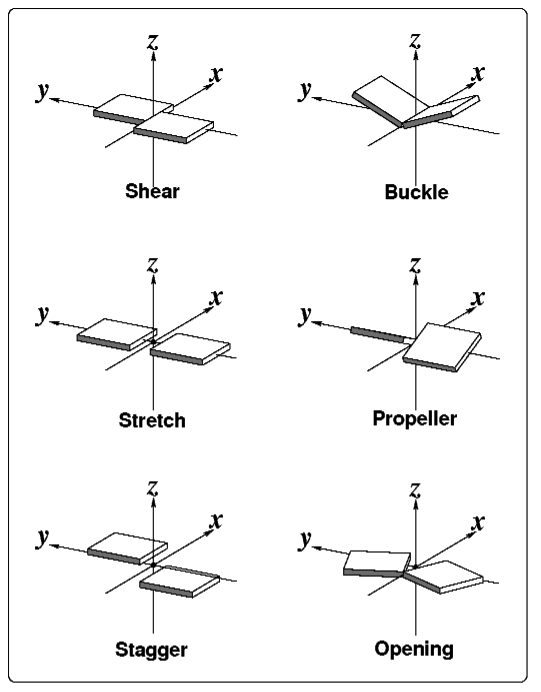 z
x
y
Shear
z
x
y
Buckle
z
x
y
Stretch
z
x
y
Propeller
z
x
y
Stagger
z
x
y
Opening